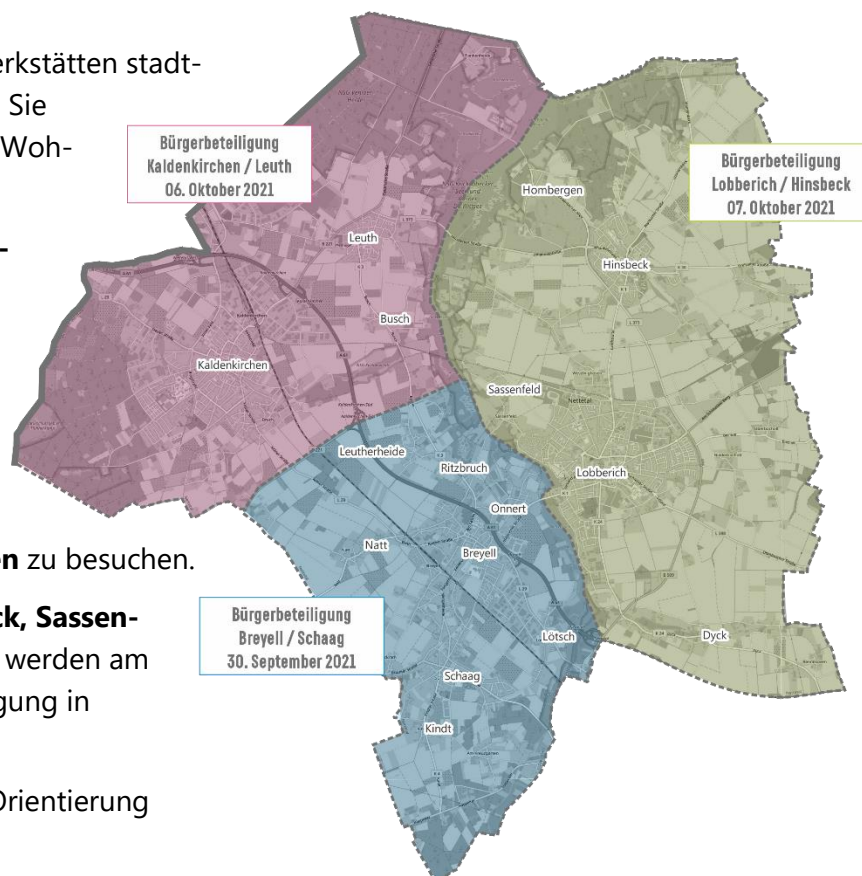 erkstätten stadt-
Sie
Woh-
-
en zu besuchen.
ck, Sassen-
werden am
gung in
Orientierung
Bürgerbeteiligung
Kaldenkirchen / Leuth
06. Oktober 2021
Bürgerbeteiligung
Lobberich / Hinsbeck
07. Oktober 2021
Bürgerbeteiligung
Breyell / Schaag
30. September 2021
Hombergen
Leuth
Hinsbeck
Busch
Kaldenkirchen
Sassenfeld
Nettetal
Leutherheide
Ritzbruch
Lobberich
Onnert
Natt
Breyell
Lötsch
Dyck
Schaag
Kindt